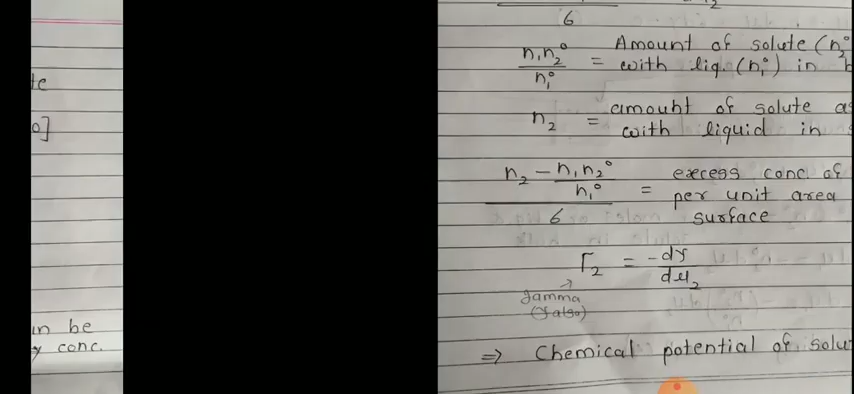 te
o]
in be
y conc.
6
n₁n₂° / n₁° = Amount of solute (n₂°
with liq. (n₁°) in b
n₂ = amount of solute as
with liquid in
n₂ - n₁n₂° / n₁° = excess conc. of
6
per unit area
surface
Γ₂ = -dγ / dμ₂
gamma
(γ also)
⇒ Chemical potential of solu